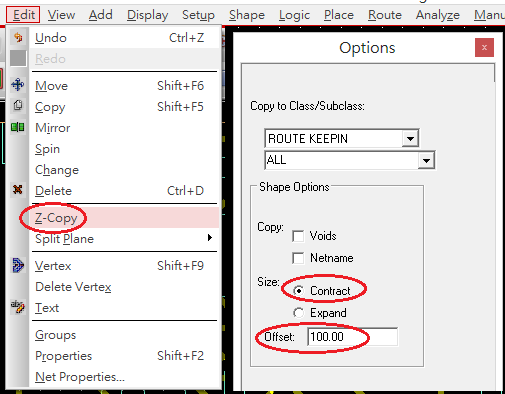 Edit View Add Display Setup Shape Logic Place Route Analyze Manu
Undo Ctrl+Z
Redo
Move Shift+F6
Copy Shift+F5
Mirror
Spin
Change
Delete Ctrl+D
Z-Copy
Split Plane
Vertex Shift+F9
Delete Vertex
Text
Groups
Properties Shift+F2
Net Properties...
Options
x
Copy to Class/Subclass:
ROUTE KEEPIN
ALL
Shape Options
Copy:
Voids
Netname
Size:
Contract
Expand
Offset: 100.00